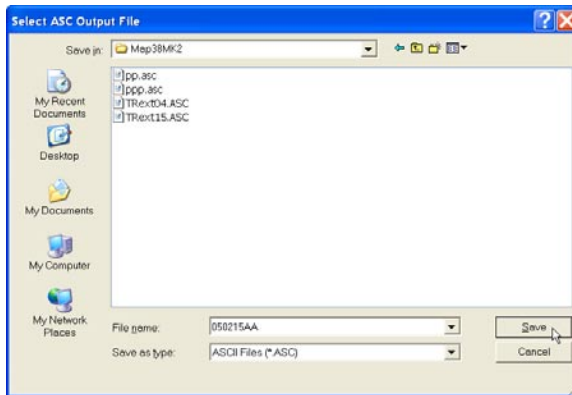 Select ASC Output File
Save in:
Mep38MK2
pp.asc
ppp.asc
TRext04.ASC
TRext15.ASC
My Recent
Documents
Desktop
My Documents
My Computer
My Network
Places
File name:
050215AA
Save
Save as type:
ASCII Files (*.ASC)
Cancel